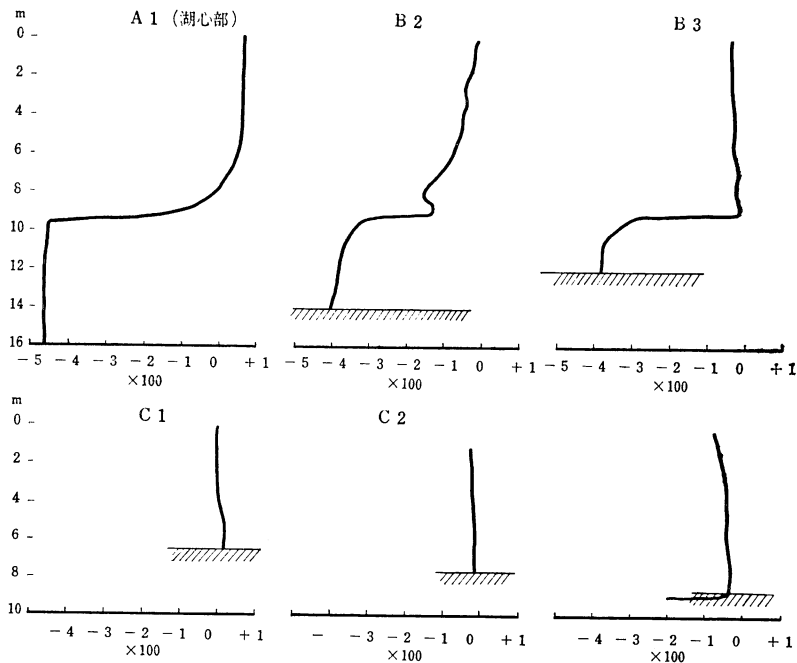 m
A 1 (湖心部)
B 2
B 3
0
2
4
6
8
10
12
14
16
－5 －4 －3 －2 －1 0 ＋1
×100
－5 －4 －3 －2 －1 0 ＋1
×100
－5 －4 －3 －2 －1 0 ＋1
×100
m
C 1
C 2
0
2
4
6
8
10
－4 －3 －2 －1 0 ＋1
×100
－ －4 －3 －2 －1 0 ＋1
×100
－4 －3 －2 －1 0 ＋1
×100